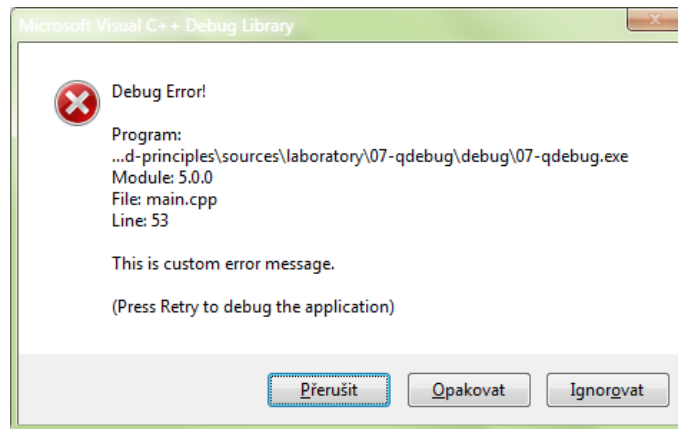 Microsoft Visual C++ Debug Library
Debug Error!
Program:
...d-principles\sources\laboratory\07-qdebug\debug\07-qdebug.exe
Module: 5.0.0
File: main.cpp
Line: 53
This is custom error message.
(Press Retry to debug the application)
Přerušit
Opakovat
Ignorovat